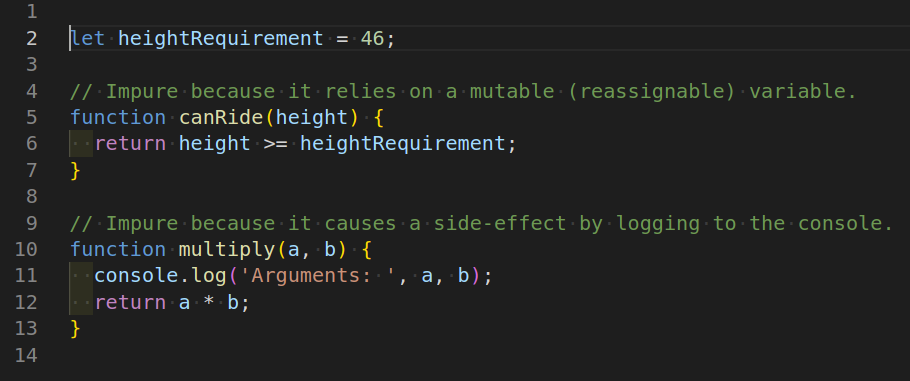 1
2 let heightRequirement = 46;
3
4 // Impure because it relies on a mutable (reassignable) variable.
5 function canRide(height) {
6   return height >= heightRequirement;
7 }
8
9 // Impure because it causes a side-effect by logging to the console.
10 function multiply(a, b) {
11   console.log('Arguments: ', a, b);
12   return a * b;
13 }
14